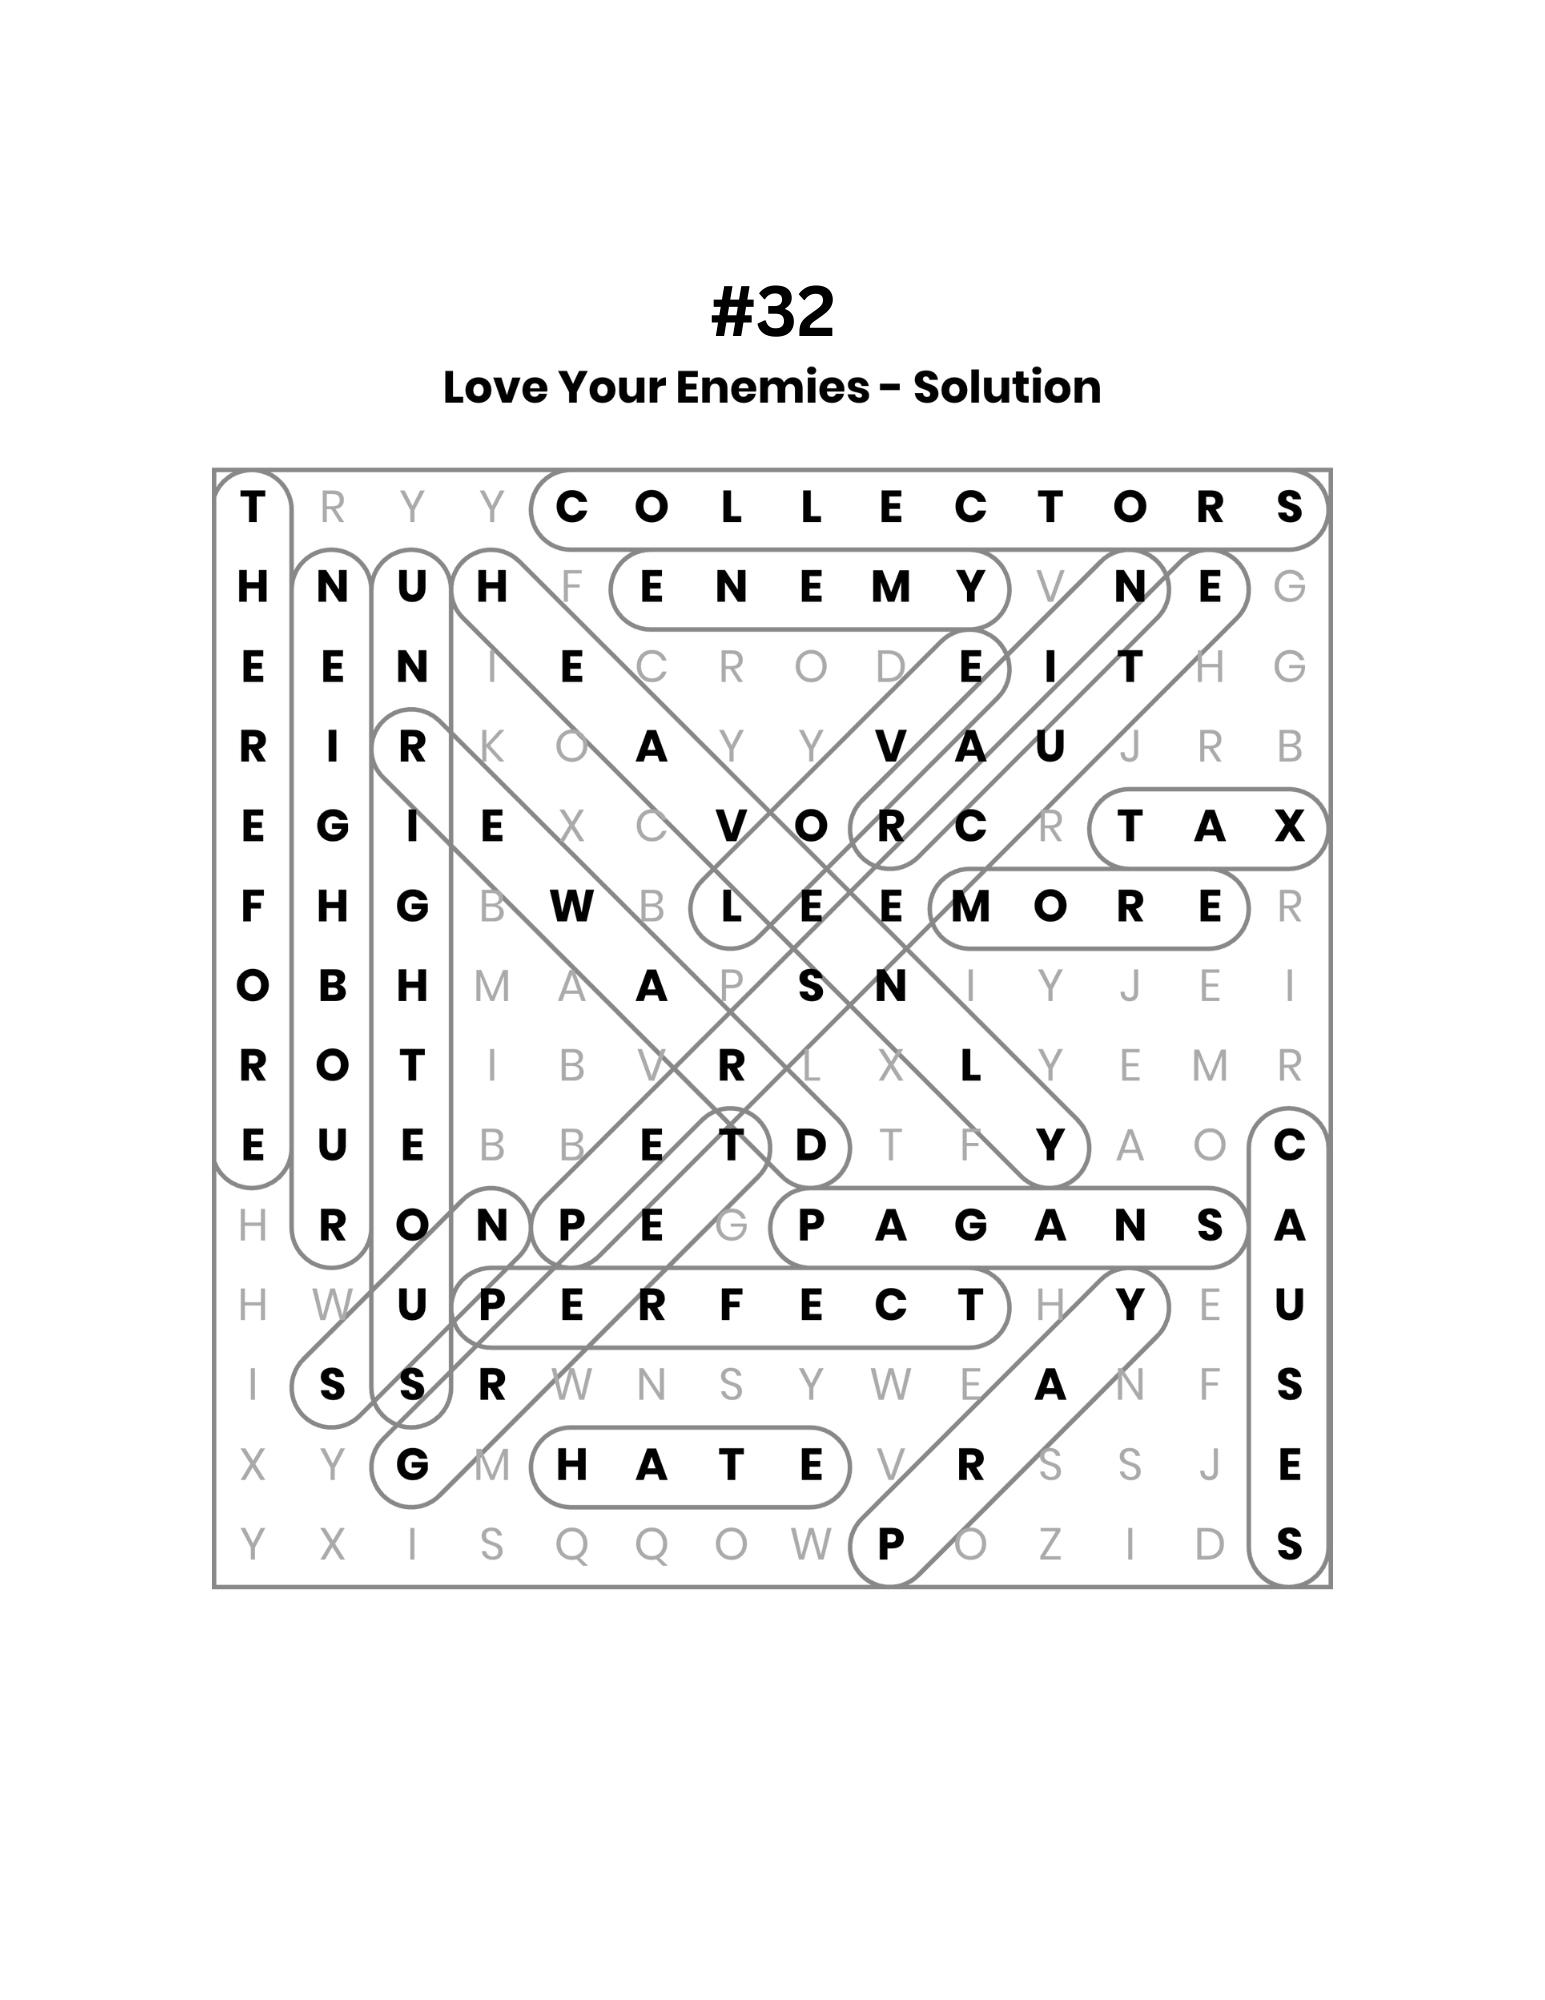 #32
Love Your Enemies - Solution
T R Y Y C O L L E C T O R S
H N U H F E N E M Y V N E G
E E N I E C R O D E I T H G
R I R K O A Y Y V A U J R B
E G I E X C V O R C R T A X
F H G B W B L E E M O R E R
O B H M A A P S N I Y J E I
R O T I B V R L X L Y E M R
E U E B B E T D T F Y A O C
H R O N P E G P A G A N S A
H W U P E R F E C T H Y E U
I S S R W N S Y W E A N F S
X Y G M H A T E V R S S J E
Y X I S Q Q O W P O Z I D S